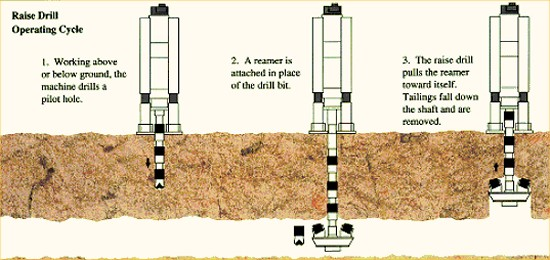 Raise Drill
Operating Cycle
1. Working above
or below ground, the
machine drills a
pilot hole.
2. A reamer is
attached in place
of the drill bit.
3. The raise drill
pulls the reamer
toward itself.
Tailings fall down
the shaft and are
removed.